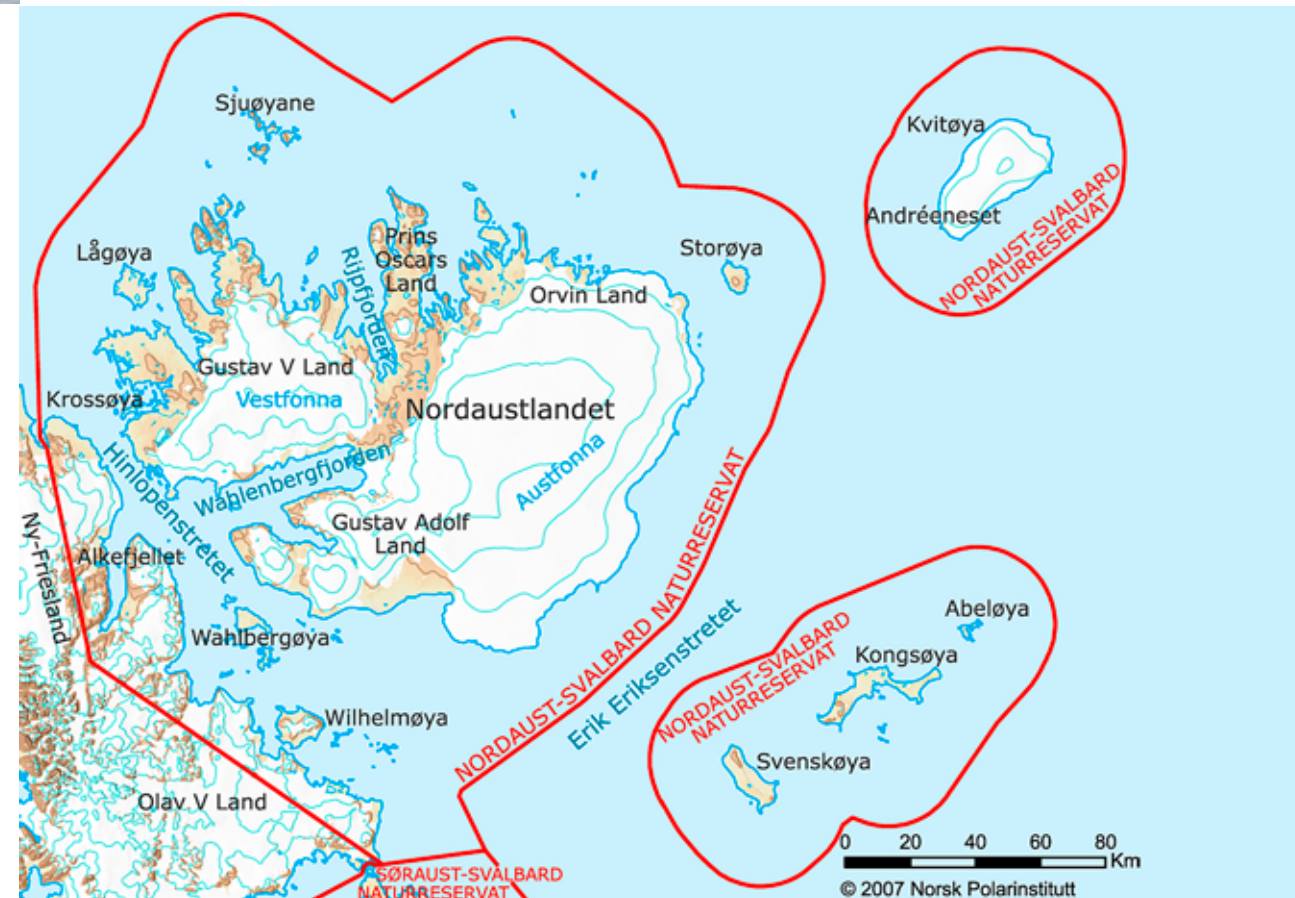 Sjuøyane
Kvitøya
Andréeneset
NORDAUST-SVALBARD
NATURRESERVAT
Lågøya
Prins
Oscars
Land
Rijpfjorden
Storøya
Orvin Land
Gustav V Land
Vestfonna
Krossøya
Nordaustlandet
Hinlopenstretet
Wahlenbergfjorden
Austfonna
Gustav Adolf
Land
Ny-Friesland
Alkefjellet
Wahlbergøya
NORDAUST-SVALBARD NATURRESERVAT
Erik Eriksenstretet
Abeløya
Kongsøya
NORDAUST-SVALBARD
NATURRESERVAT
Svenskøya
Wilhelmøya
Olav V Land
SØRAUST-SVALBARD
NATURRESERVAT
0 20 40 60 80
Km
© 2007 Norsk Polarinstitutt